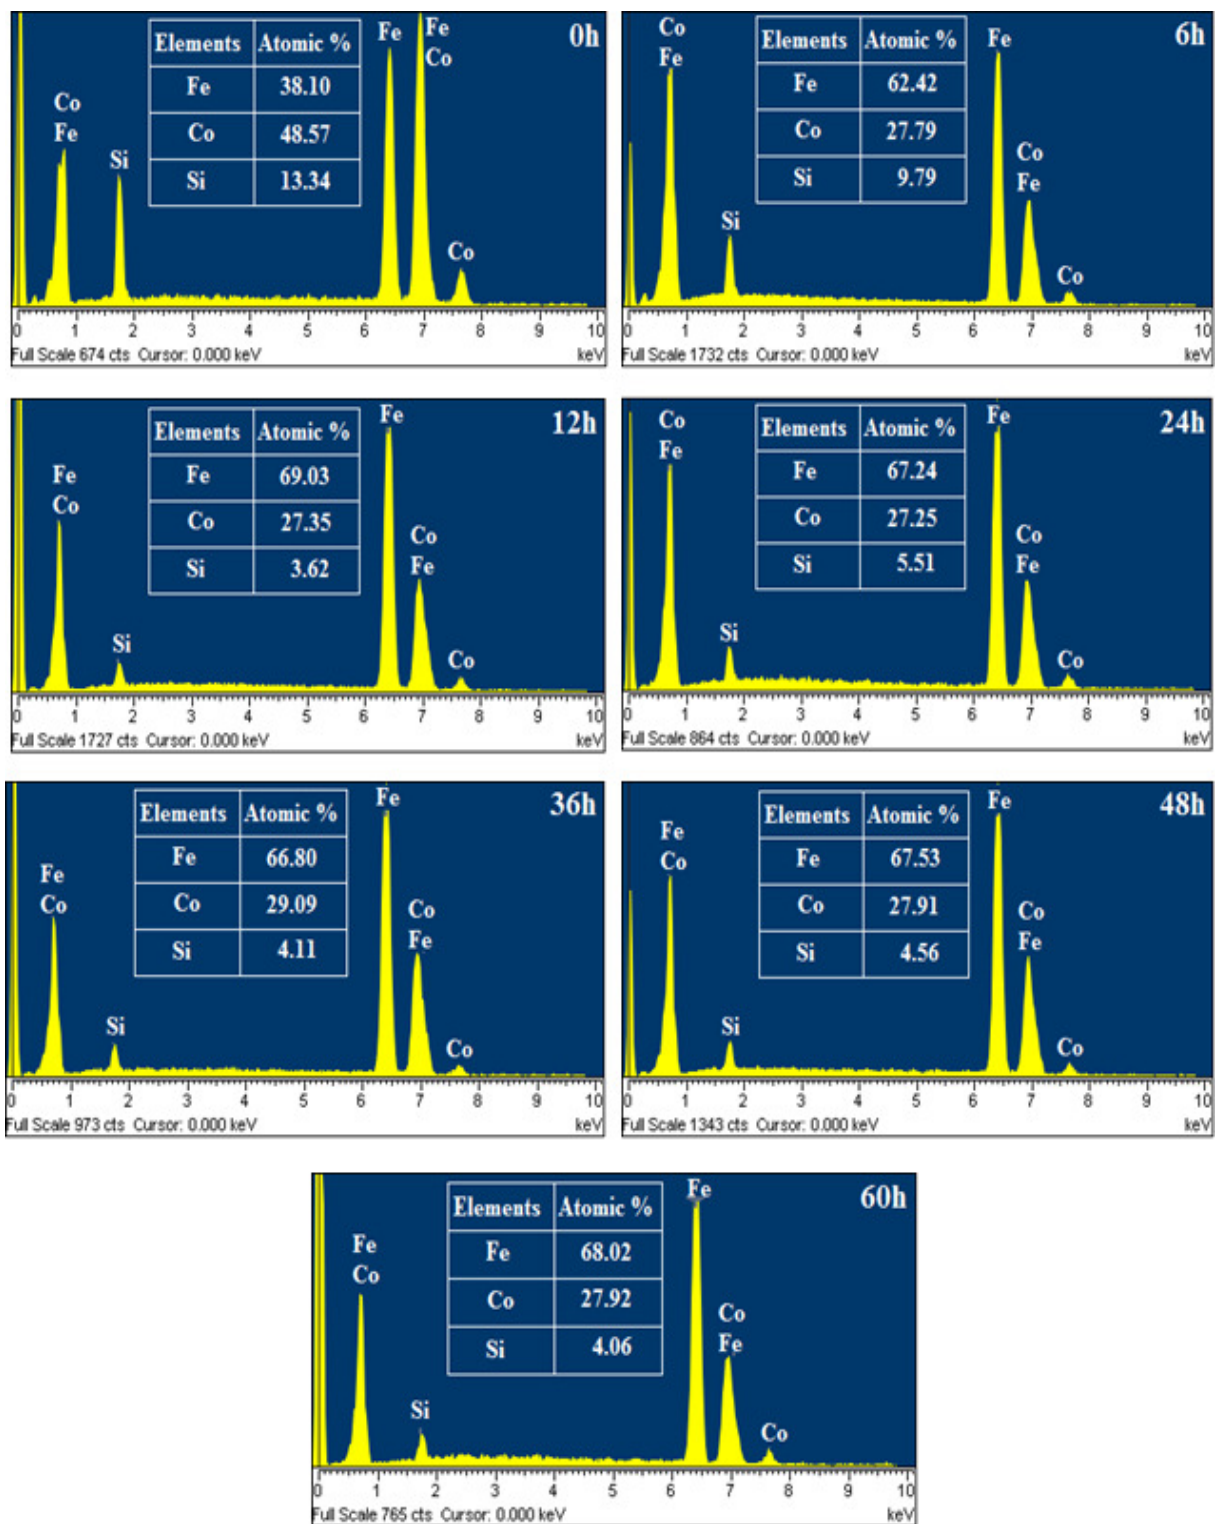 Elements Atomic %
Fe 38.10
Co 48.57
Si 13.34
0h
Co
Fe
Si
Fe
Fe
Co
Co
0 1 2 3 4 5 6 7 8 9 10
Full Scale 674 cts Cursor: 0.000 keV keV
Elements Atomic %
Fe 62.42
Co 27.79
Si 9.79
6h
Co
Fe
Si
Fe
Co
Fe
Co
0 1 2 3 4 5 6 7 8 9 10
Full Scale 1732 cts Cursor: 0.000 keV keV
Elements Atomic %
Fe 69.03
Co 27.35
Si 3.62
12h
Fe
Co
Si
Fe
Co
Fe
Co
0 1 2 3 4 5 6 7 8 9 10
Full Scale 1727 cts Cursor: 0.000 keV keV
Elements Atomic %
Fe 67.24
Co 27.25
Si 5.51
24h
Co
Fe
Si
Fe
Co
Fe
Co
0 1 2 3 4 5 6 7 8 9 10
Full Scale 864 cts Cursor: 0.000 keV keV
Elements Atomic %
Fe 66.80
Co 29.09
Si 4.11
36h
Fe
Co
Si
Fe
Co
Fe
Co
0 1 2 3 4 5 6 7 8 9 10
Full Scale 973 cts Cursor: 0.000 keV keV
Elements Atomic %
Fe 67.53
Co 27.91
Si 4.56
48h
Fe
Co
Si
Fe
Co
Fe
Co
0 1 2 3 4 5 6 7 8 9 10
Full Scale 1343 cts Cursor: 0.000 keV keV
Elements Atomic %
Fe 68.02
Co 27.92
Si 4.06
60h
Fe
Co
Si
Fe
Co
Fe
Co
0 1 2 3 4 5 6 7 8 9 10
Full Scale 765 cts Cursor: 0.000 keV keV